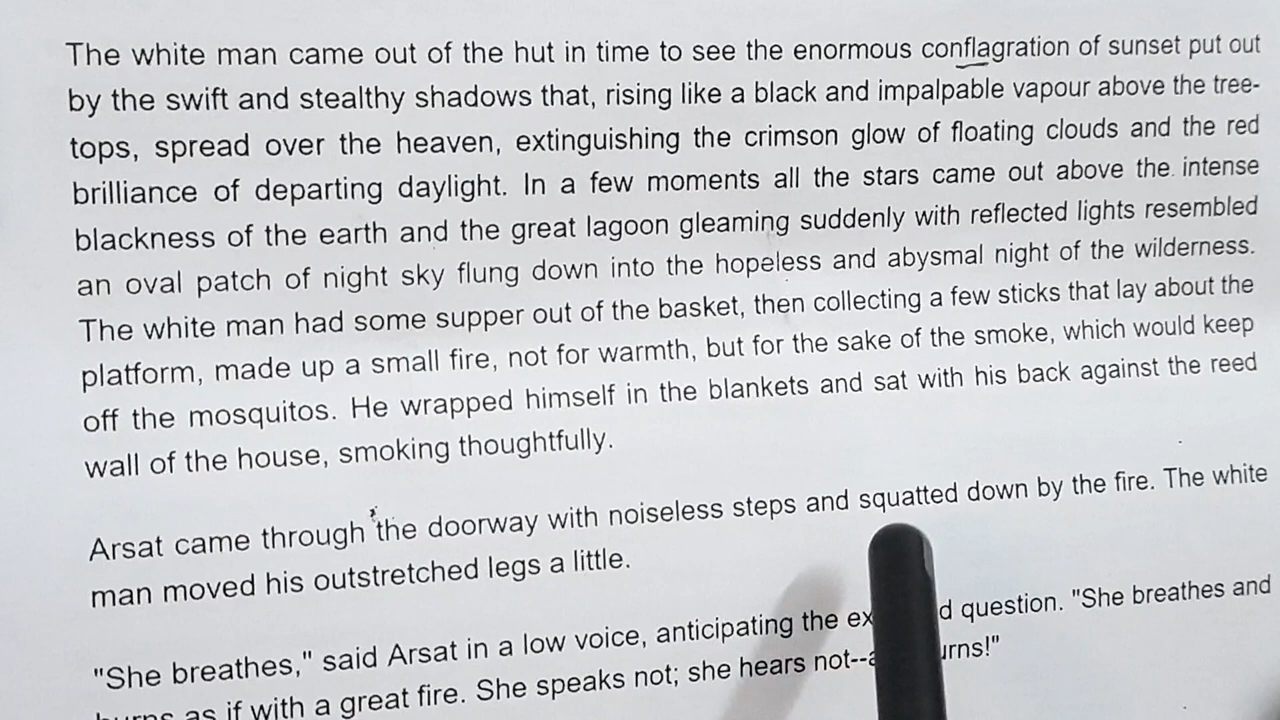 The white man came out of the hut in time to see the enormous conflagration of sunset put out
by the swift and stealthy shadows that, rising like a black and impalpable vapour above the tree-
tops, spread over the heaven, extinguishing the crimson glow of floating clouds and the red
brilliance of departing daylight. In a few moments all the stars came out above the intense
blackness of the earth and the great lagoon gleaming suddenly with reflected lights resembled
an oval patch of night sky flung down into the hopeless and abysmal night of the wilderness.
The white man had some supper out of the basket, then collecting a few sticks that lay about the
platform, made up a small fire, not for warmth, but for the sake of the smoke, which would keep
off the mosquitos. He wrapped himself in the blankets and sat with his back against the reed
wall of the house, smoking thoughtfully.
Arsat came through the doorway with noiseless steps and squatted down by the fire. The white
man moved his outstretched legs a little.
"She breathes," said Arsat in a low voice, anticipating the question. "She breathes and
burns as if with a great fire. She speaks not; she hears not--